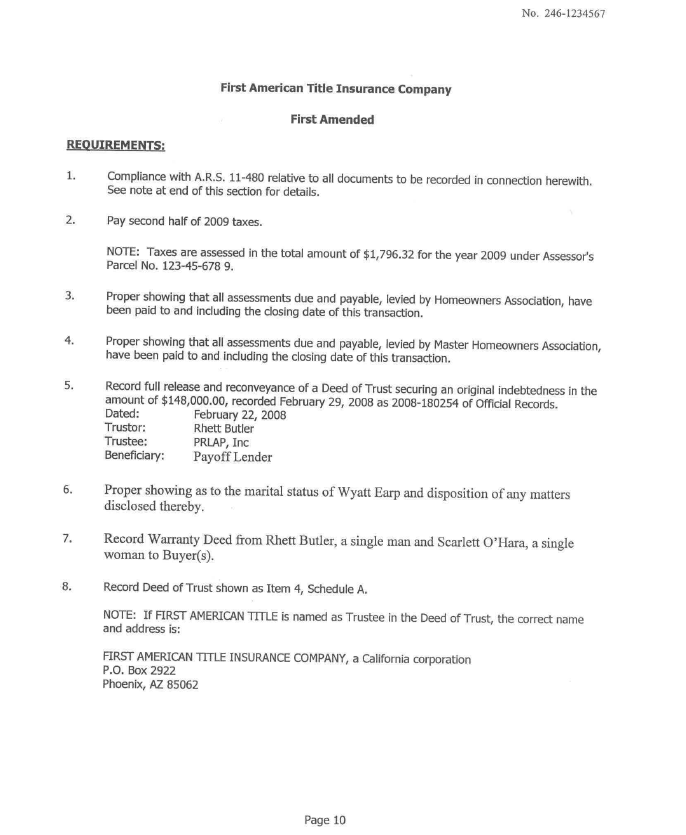 No. 246-1234567
First American Title Insurance Company
First Amended
REQUIREMENTS:
1. Compliance with A.R.S. 11-480 relative to all documents to be recorded in connection herewith.
See note at end of this section for details.
2. Pay second half of 2009 taxes.
NOTE: Taxes are assessed in the total amount of $1,796.32 for the year 2009 under Assessor's
Parcel No. 123-45-678 9.
3. Proper showing that all assessments due and payable, levied by Homeowners Association, have
been paid to and including the closing date of this transaction.
4. Proper showing that all assessments due and payable, levied by Master Homeowners Association,
have been paid to and including the closing date of this transaction.
5. Record full release and reconveyance of a Deed of Trust securing an original indebtedness in the
amount of $148,000.00, recorded February 29, 2008 as 2008-180254 of Official Records.
Dated: February 22, 2008
Trustor: Rhett Butler
Trustee: PRLAP, Inc
Beneficiary: Payoff Lender
6. Proper showing as to the marital status of Wyatt Earp and disposition of any matters
disclosed thereby.
7. Record Warranty Deed from Rhett Butler, a single man and Scarlett O'Hara, a single
woman to Buyer(s).
8. Record Deed of Trust shown as Item 4, Schedule A.
NOTE: If FIRST AMERICAN TITLE is named as Trustee in the Deed of Trust, the correct name
and address is:
FIRST AMERICAN TITLE INSURANCE COMPANY, a California corporation
P.O. Box 2922
Phoenix, AZ 85062
Page 10